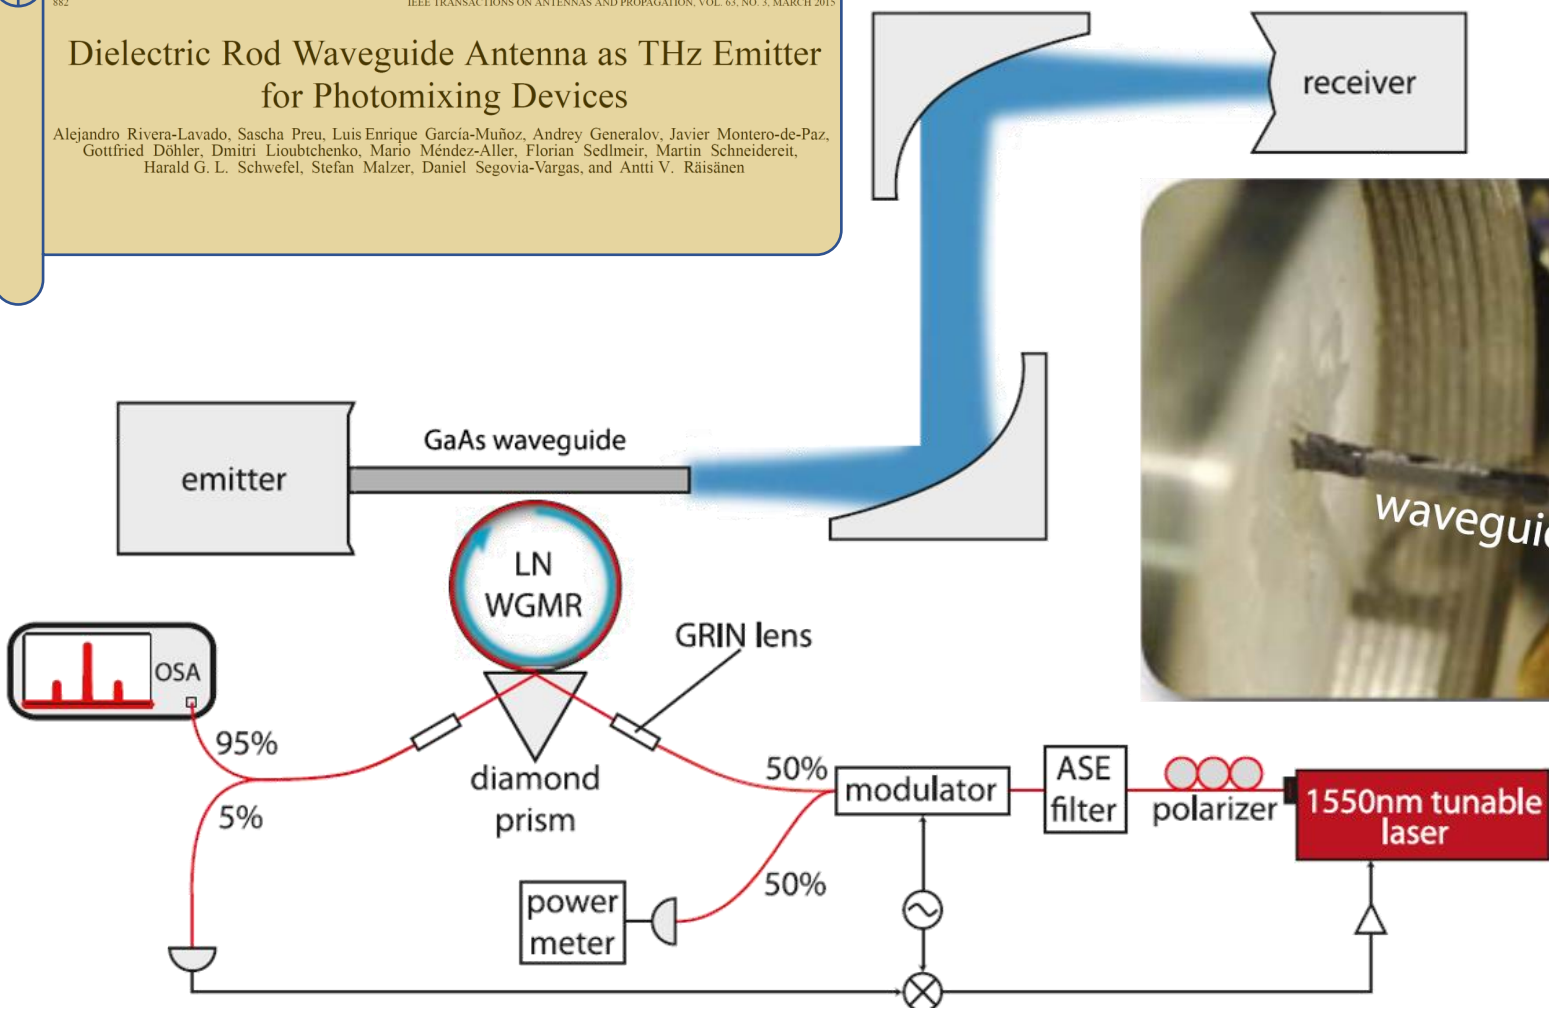 882
IEEE TRANSACTIONS ON ANTENNAS AND PROPAGATION, VOL. 63, NO. 3, MARCH 2015
Dielectric Rod Waveguide Antenna as THz Emitter
for Photomixing Devices
Alejandro Rivera-Lavado, Sascha Preu, Luis Enrique García-Muñoz, Andrey Generalov, Javier Montero-de-Paz,
Gottfried Döhler, Dmitri Lioubtchenko, Mario Méndez-Aller, Florian Sedlmeir, Martin Schneidereit,
Harald G. L. Schwefel, Stefan Malzer, Daniel Segovia-Vargas, and Antti V. Räisänen
receiver
GaAs waveguide
emitter
waveguid
LN
WGMR
GRIN lens
OSA
95%
5%
diamond
prism
50%
50%
modulator
ASE
filter
polarizer
1550nm tunable
laser
power
meter